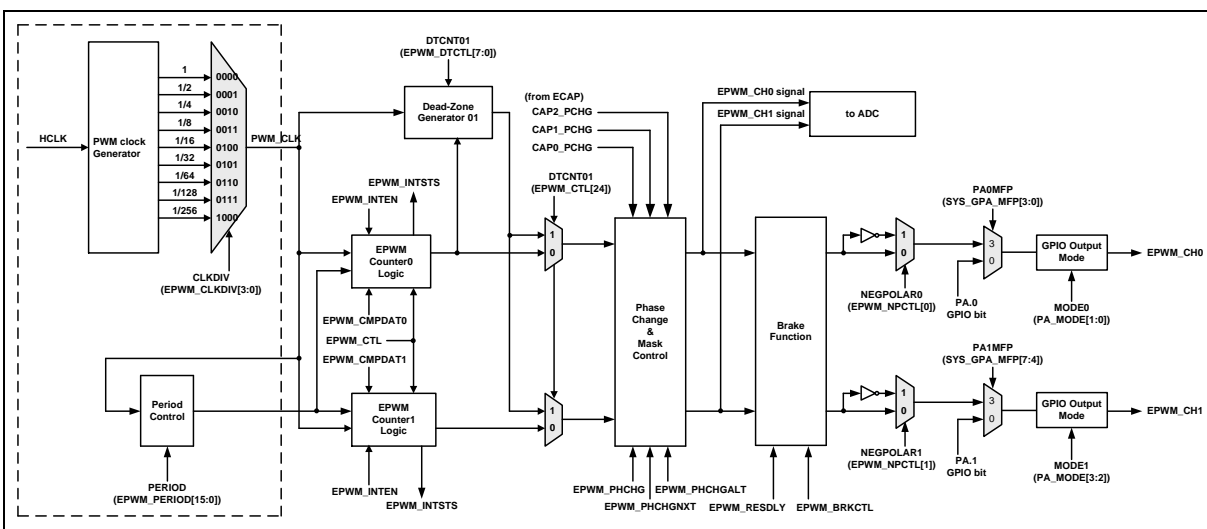 HCLK
PWM clock
Generator
1
1/2
1/4
1/8
1/16
1/32
1/64
1/128
1/256
0000
0001
0010
0011
0100
0101
0110
0111
1000
PWM_CLK
CLKDIV
(EPWM_CLKDIV[3:0])
Period
Control
PERIOD
(EPWM_PERIOD[15:0])
DTCNT01
(EPWM_DTCTL[7:0])
Dead-Zone
Generator 01
EPWM_INTSTS
EPWM_INTEN
EPWM
Counter0
Logic
EPWM_CMPDAT0
EPWM_CTL
EPWM_CMPDAT1
EPWM
Counter1
Logic
EPWM_INTEN
EPWM_INTSTS
(from ECAP)
CAP2_PCHG
CAP1_PCHG
CAP0_PCHG
DTCNT01
(EPWM_CTL[24])
1
0
1
0
Phase
Change
&
Mask
Control
EPWM_PHCHG
EPWM_PHCHGALT
EPWM_PHCHGNXT
EPWM_CH0 signal
EPWM_CH1 signal
to ADC
Brake
Function
EPWM_RESDLY
EPWM_BRKCTL
1
0
NEGPOLAR0
(EPWM_NPCTL[0])
PA0MFP
(SYS_GPA_MFP[3:0])
3
0
PA.0
GPIO bit
GPIO Output
Mode
EPWM_CH0
MODE0
(PA_MODE[1:0])
1
0
NEGPOLAR1
(EPWM_NPCTL[1])
PA1MFP
(SYS_GPA_MFP[7:4])
3
0
PA.1
GPIO bit
GPIO Output
Mode
EPWM_CH1
MODE1
(PA_MODE[3:2])